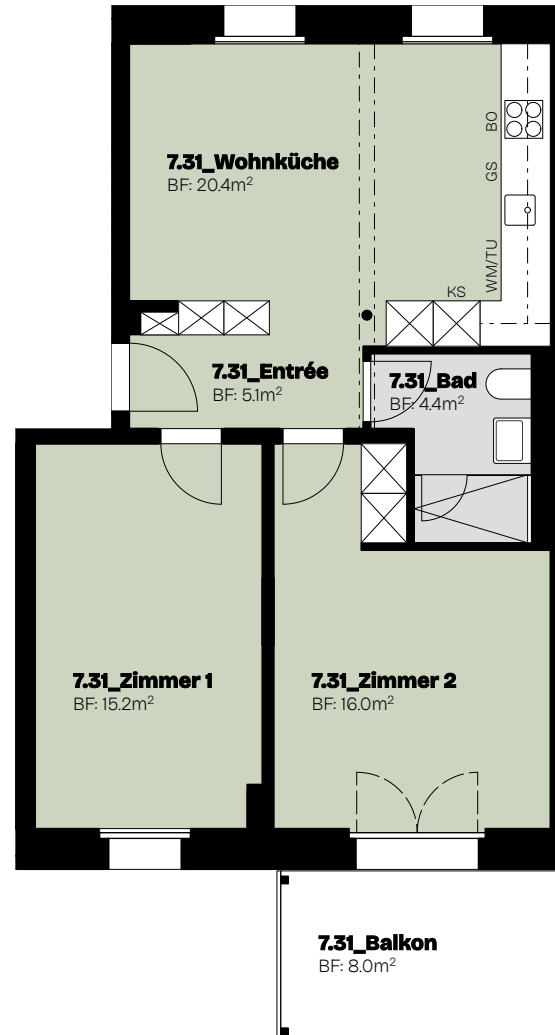 BO
7.31_Wohnküche
BF: 20.4m²
GS
WM/TU
KS
7.31_Entrée
BF: 5.1m²
7.31_Bad
BF: 4.4m²
7.31_Zimmer 1
BF: 15.2m²
7.31_Zimmer 2
BF: 16.0m²
7.31_Balkon
BF: 8.0m²